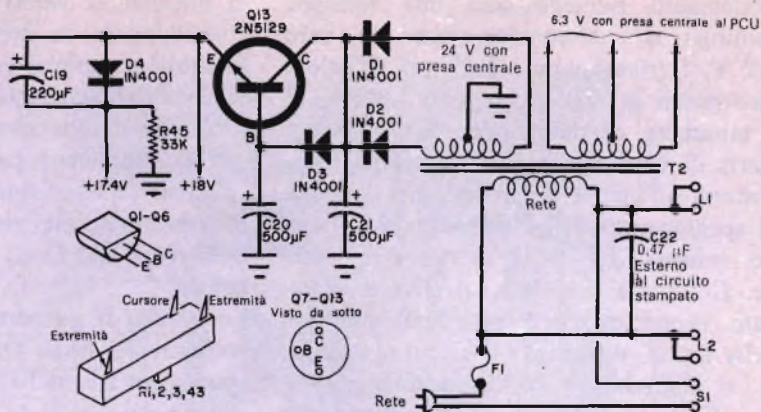 Q13
2N5129
6,3 V con presa centrale al PCU
E
C
B
D4
1N4001
C19
220µF
+
R45
33K
+17.4V
+18V
D1
1N4001
24 V con
presa centrale
D2
1N4001
D3
1N4001
T2
Rete
L1
+
C20
500µF
+
C21
500µF
C22
0,47 µF
Esterno
al circuito
stampato
Q1-Q6
B
C
E
Cursore
Estremità
Estremità
R1,2,3,43
Q7-Q13
Visto da sotto
C
B
E
F1
L2
S1
Rete